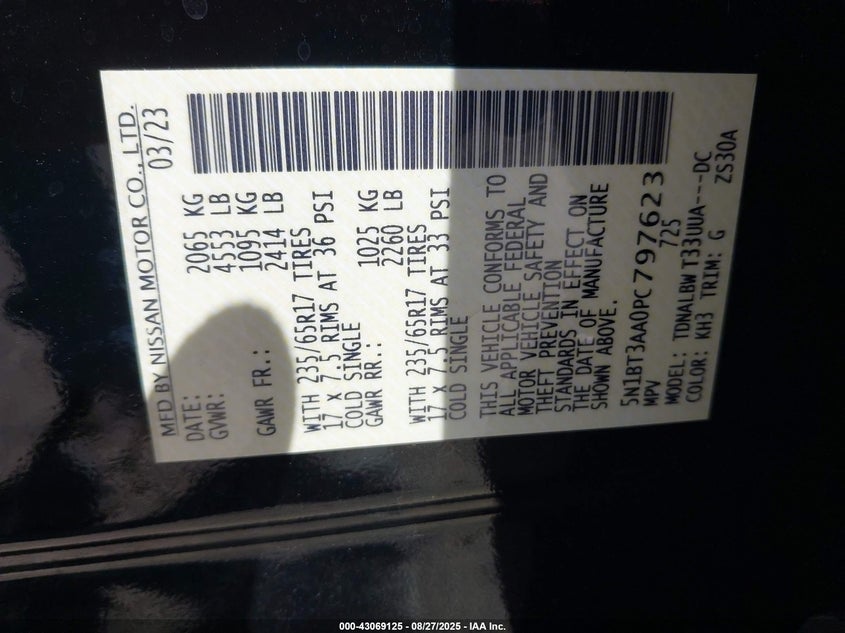 MFD BY NISSAN MOTOR CO., LTD.
DATE: 03/23
GVWR: 2065 KG
4553 LB
GAWR FR.: 1095 KG
2414 LB
WITH 235/65R17 TIRES
17 X 7.5 RIMS AT 36 PSI
COLD SINGLE
GAWR RR.: 1025 KG
2260 LB
WITH 235/65R17 TIRES
17 X 7.5 RIMS AT 33 PSI
COLD SINGLE
THIS VEHICLE CONFORMS TO
ALL APPLICABLE FEDERAL
MOTOR VEHICLE SAFETY AND
THEFT PREVENTION
STANDARDS IN EFFECT ON
THE DATE OF MANUFACTURE
SHOWN ABOVE.
5N1BT3AA0PC797623
MPV 725
MODEL: TDNALBW T33UUA---DC
COLOR: KH3 TRIM: G ZS30A
000-43069125 - 08/27/2025 - IAA Inc.